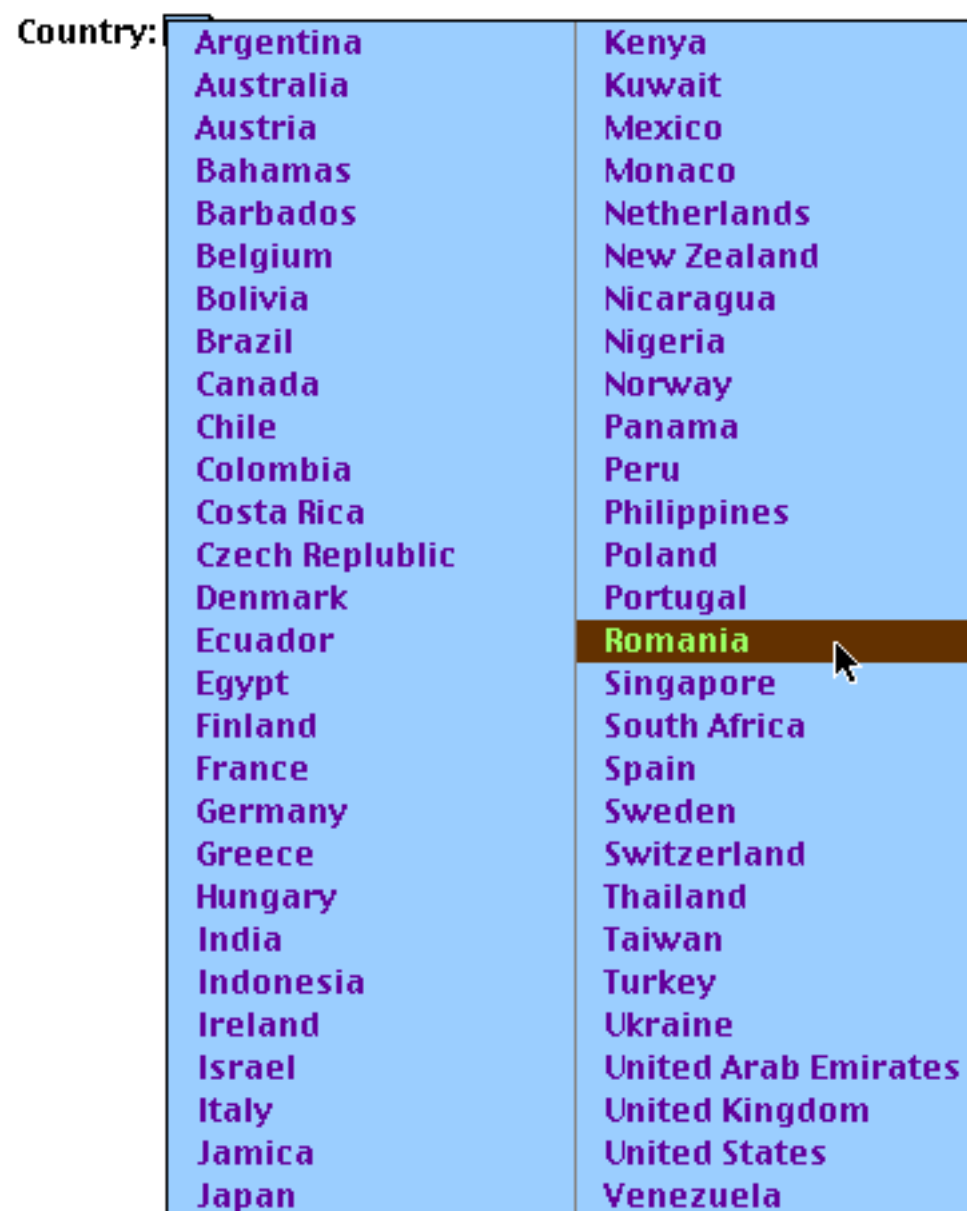 Country:
Argentina
Australia
Austria
Bahamas
Barbados
Belgium
Bolivia
Brazil
Canada
Chile
Colombia
Costa Rica
Czech Replublic
Denmark
Ecuador
Egypt
Finland
France
Germany
Greece
Hungary
India
Indonesia
Ireland
Israel
Italy
Jamica
Japan
Kenya
Kuwait
Mexico
Monaco
Netherlands
New Zealand
Nicaragua
Nigeria
Norway
Panama
Peru
Philippines
Poland
Portugal
Romania
Singapore
South Africa
Spain
Sweden
Switzerland
Thailand
Taiwan
Turkey
Ukraine
United Arab Emirates
United Kingdom
United States
Venezuela